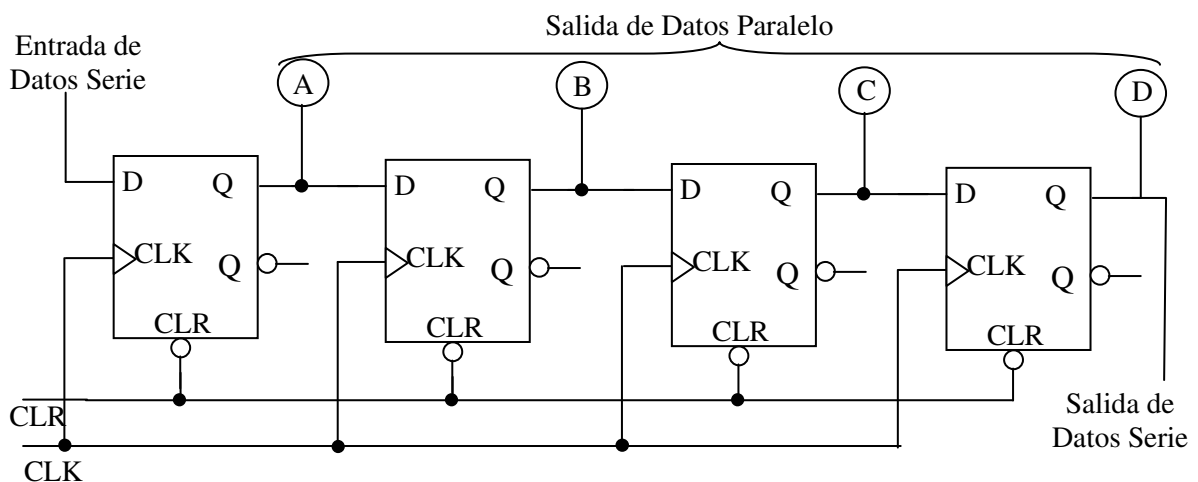 Salida de Datos Paralelo
Entrada de
Datos Serie
A
B
C
D
D Q
D Q
D Q
D Q
CLK
CLK
CLK
CLK
Q
Q
Q
Q
CLR
CLR
CLR
CLR
CLR
CLK
Salida de
Datos Serie